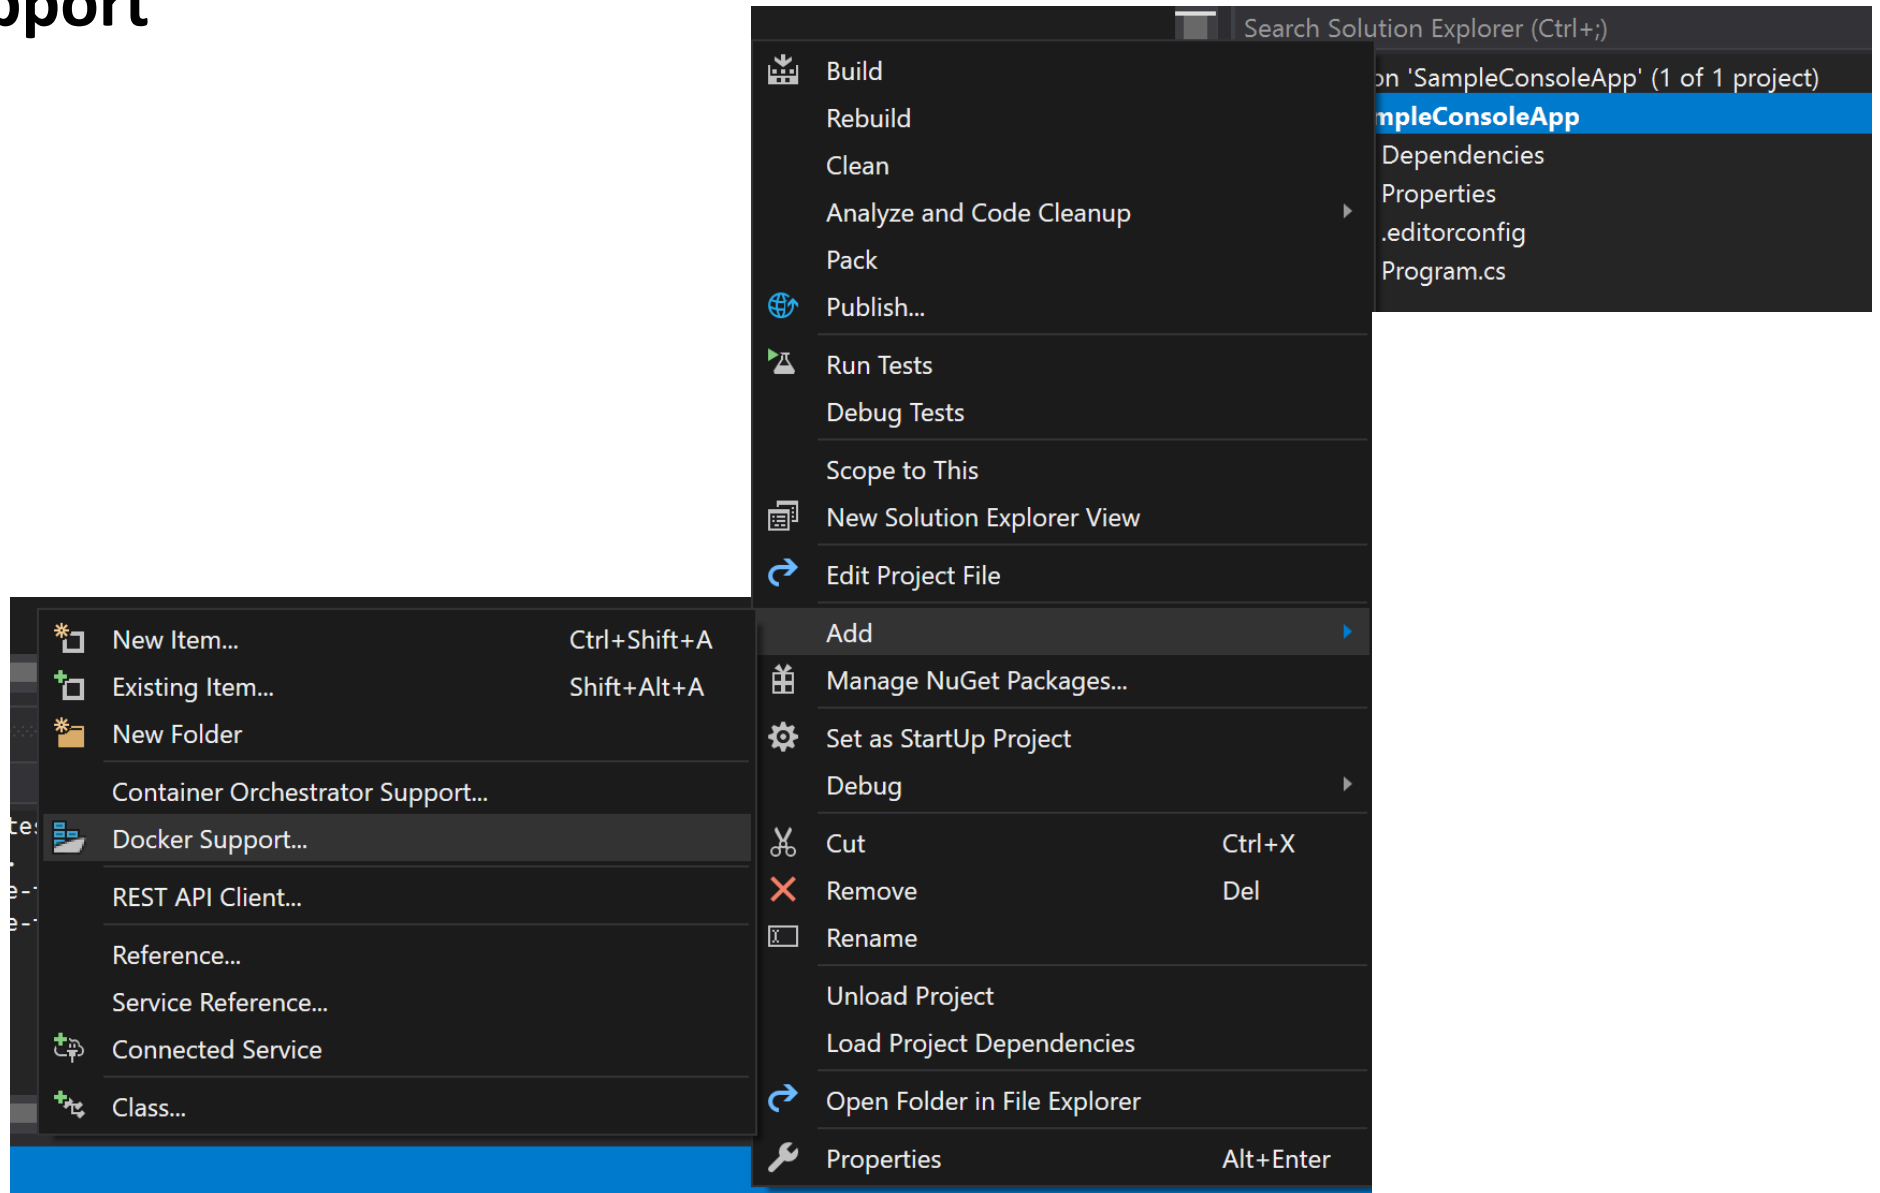 Search Solution Explorer (Ctrl+;)
'SampleConsoleApp' (1 of 1 project)
Dependencies
Properties
.editorconfig
Program.cs
Build
Rebuild
Clean
Analyze and Code Cleanup
Pack
Publish...
Run Tests
Debug Tests
Scope to This
New Solution Explorer View
Edit Project File
Add
Manage NuGet Packages...
Set as StartUp Project
Debug
Cut Ctrl+X
Remove Del
Rename
Unload Project
Load Project Dependencies
Open Folder in File Explorer
Properties Alt+Enter
New Item... Ctrl+Shift+A
Existing Item... Shift+Alt+A
New Folder
Container Orchestrator Support...
Docker Support...
REST API Client...
Reference...
Service Reference...
Connected Service
Class...